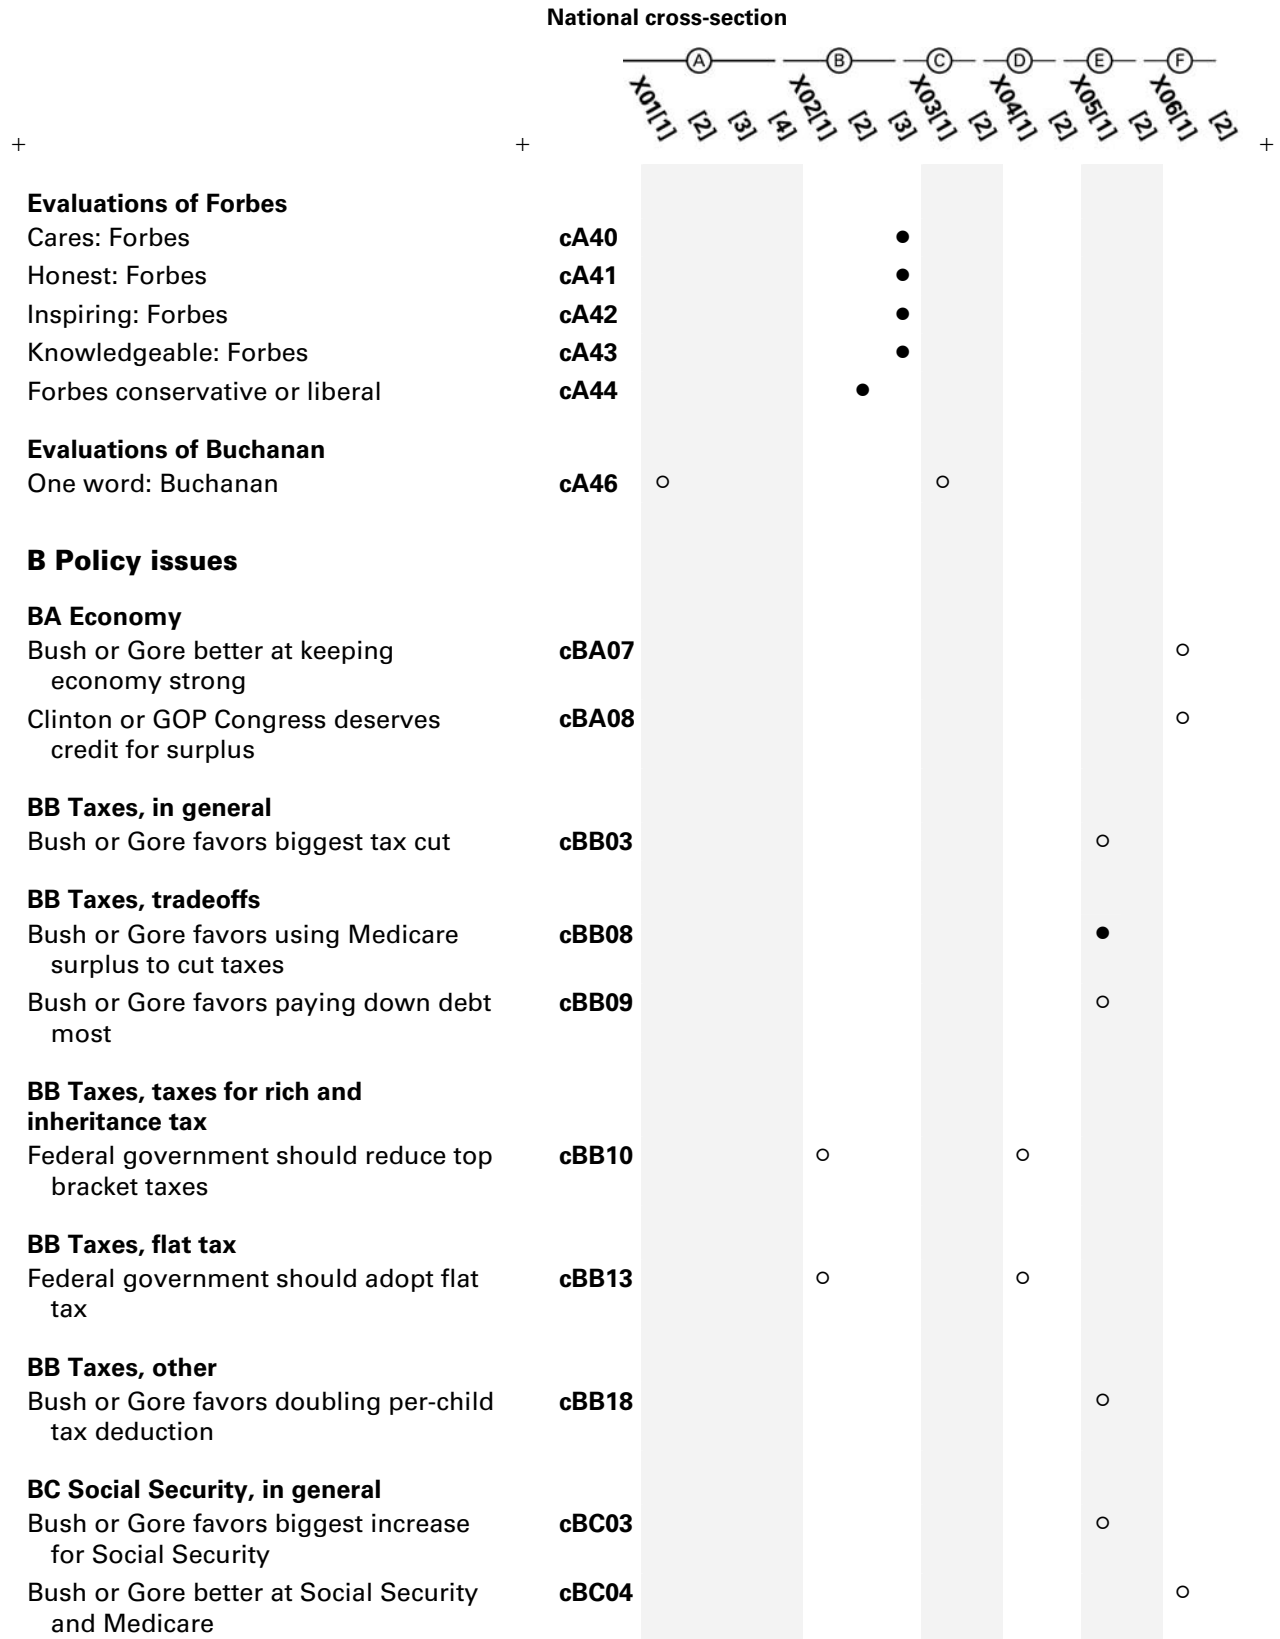 National cross-section
A B C D E F
X01[1] [2] [3] [4] X02[1] [2] [3] X03[1] [2] X04[1] [2] X05[1] [2] X06[1] [2]
+ + +
Evaluations of Forbes
Cares: Forbes cA40 ●
Honest: Forbes cA41 ●
Inspiring: Forbes cA42 ●
Knowledgeable: Forbes cA43 ●
Forbes conservative or liberal cA44 ●
Evaluations of Buchanan
One word: Buchanan cA46 ○ ○
B Policy issues
BA Economy
Bush or Gore better at keeping cBA07 ○
economy strong
Clinton or GOP Congress deserves cBA08 ○
credit for surplus
BB Taxes, in general
Bush or Gore favors biggest tax cut cBB03 ○
BB Taxes, tradeoffs
Bush or Gore favors using Medicare cBB08 ●
surplus to cut taxes
Bush or Gore favors paying down debt cBB09 ○
most
BB Taxes, taxes for rich and
inheritance tax
Federal government should reduce top cBB10 ○ ○
bracket taxes
BB Taxes, flat tax
Federal government should adopt flat cBB13 ○ ○
tax
BB Taxes, other
Bush or Gore favors doubling per-child cBB18 ○
tax deduction
BC Social Security, in general
Bush or Gore favors biggest increase cBC03 ○
for Social Security
Bush or Gore better at Social Security cBC04 ○
and Medicare